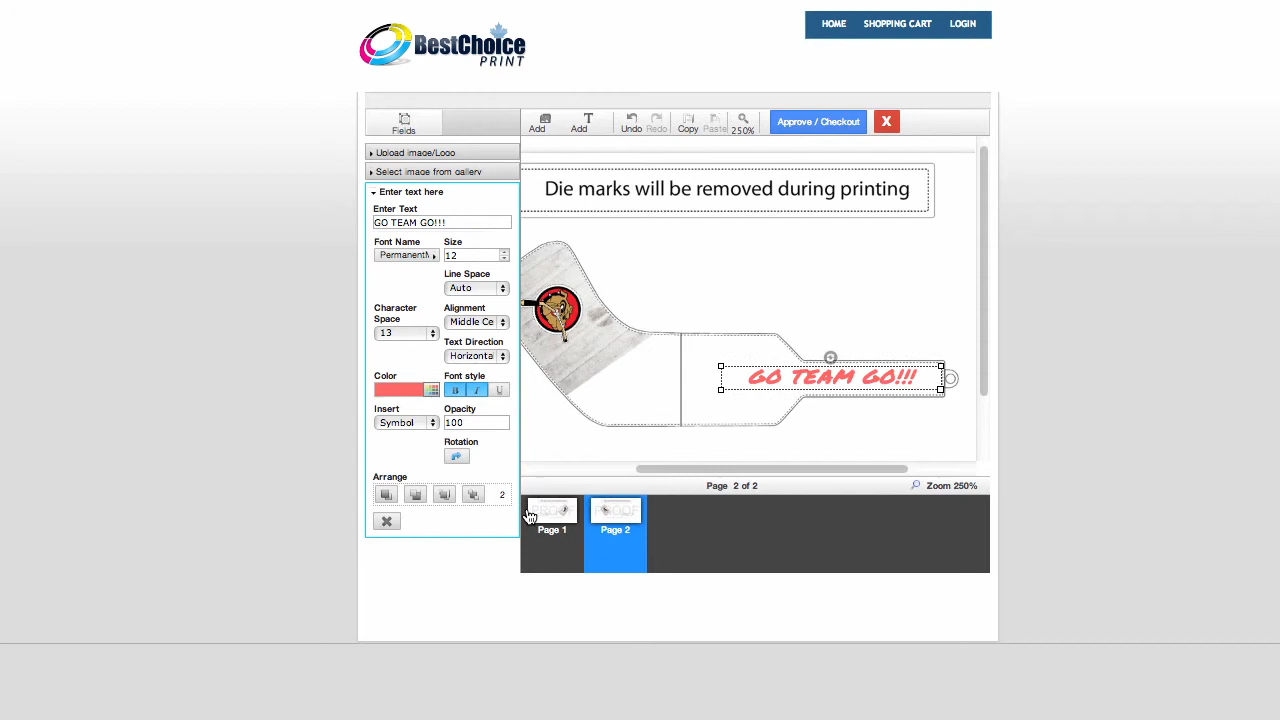 HOME SHOPPING CART LOGIN
BestChoice
PRINT
Fields
Add Add Undo Redo Copy Paste 250% Approve / Checkout X
Upload image/Logo
Select image from gallery
Enter text here
Enter Text
GO TEAM GO!!!
Font Name Size
PermanentM 12
Line Space
Auto
Character Space
Alignment
13 Middle Ce
Text Direction
Horizonta
Color Font style
B I U
Insert Opacity
Symbol 100
Rotation
Arrange
2
Die marks will be removed during printing
GO TEAM GO!!!
Page 2 of 2 Zoom 250%
PROOF PROOF
Page 1 Page 2